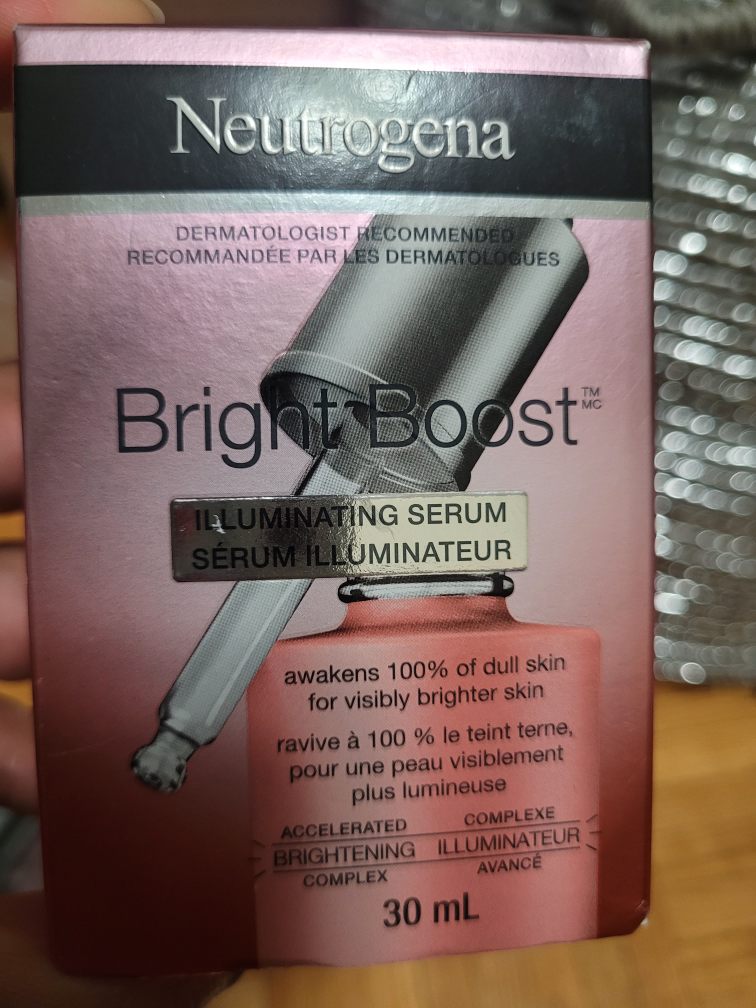 Neutrogena
DERMATOLOGIST RECOMMENDED
RECOMMANDÉE PAR LES DERMATOLOGUES
Bright Boost™ MC
ILLUMINATING SERUM
SÉRUM ILLUMINATEUR
awakens 100% of dull skin
for visibly brighter skin
ravive à 100 % le teint terne,
pour une peau visiblement
plus lumineuse
ACCELERATED
BRIGHTENING
COMPLEX
COMPLEXE
ILLUMINATEUR
AVANCÉ
30 mL